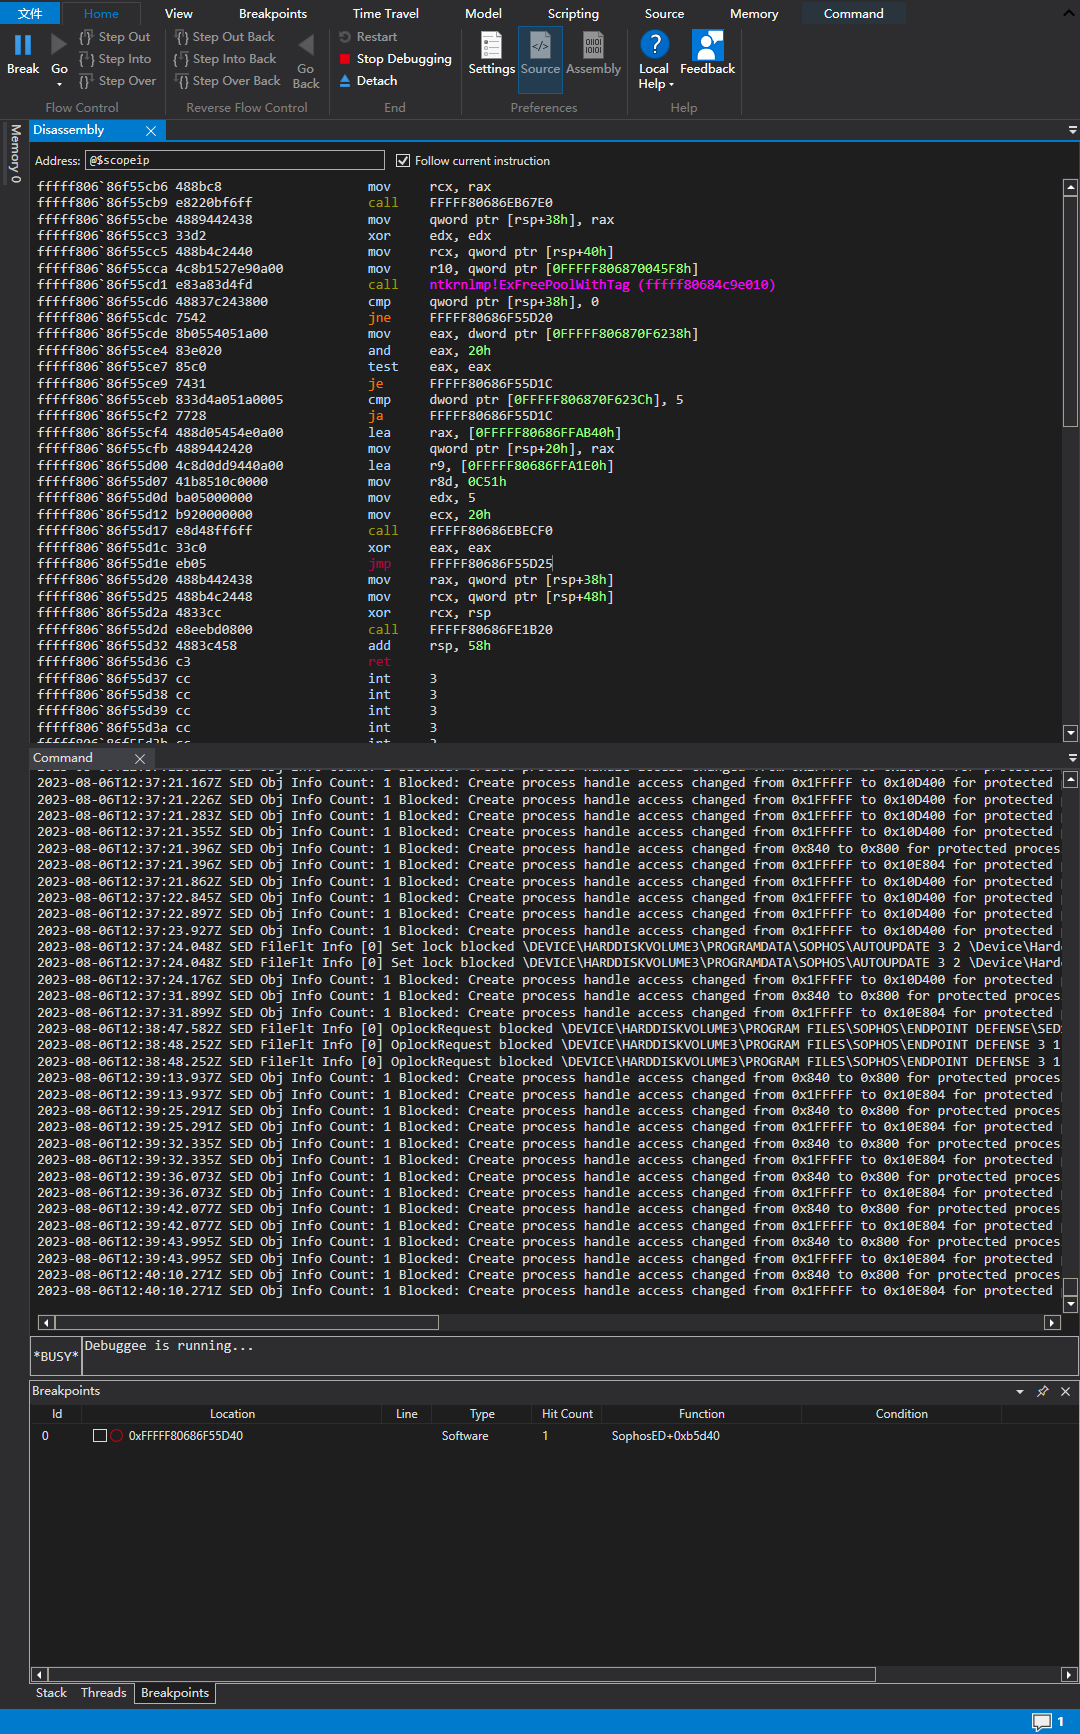 文件 Home View Breakpoints Time Travel Model Scripting Source Memory Command
Break Go Step Out Step Into Step Over Step Out Back Step Into Back Step Over Back Go Back Restart Stop Debugging Detach Settings Source Assembly Local Help Feedback
Flow Control Reverse Flow Control End Preferences Help
Memory 0
Disassembly
Address: @$scopeip Follow current instruction
fffff806`86f55cb6 488bc8 mov rcx, rax
fffff806`86f55cb9 e8220bf6ff call FFFFF80686EB67E0
fffff806`86f55cbe 4889442438 mov qword ptr [rsp+38h], rax
fffff806`86f55cc3 33d2 xor edx, edx
fffff806`86f55cc5 488b4c2440 mov rcx, qword ptr [rsp+40h]
fffff806`86f55cca 4c8b1527e90a00 mov r10, qword ptr [0FFFFF806870045F8h]
fffff806`86f55cd1 e83a83d4fd call ntkrnlmp!ExFreePoolWithTag (fffff80684c9e010)
fffff806`86f55cd6 48837c243800 cmp qword ptr [rsp+38h], 0
fffff806`86f55cdc 7542 jne FFFFF80686F55D20
fffff806`86f55cde 8b0554051a00 mov eax, dword ptr [0FFFFF806870F6238h]
fffff806`86f55ce4 83e020 and eax, 20h
fffff806`86f55ce7 85c0 test eax, eax
fffff806`86f55ce9 7431 je FFFFF80686F55D1C
fffff806`86f55ceb 833d4a051a0005 cmp dword ptr [0FFFFF806870F623Ch], 5
fffff806`86f55cf2 7728 ja FFFFF80686F55D1C
fffff806`86f55cf4 488d05454e0a00 lea rax, [0FFFFF80686FFAB40h]
fffff806`86f55cfb 4889442420 mov qword ptr [rsp+20h], rax
fffff806`86f55d00 4c8d0dd9440a00 lea r9, [0FFFFF80686FFA1E0h]
fffff806`86f55d07 41b8510c0000 mov r8d, 0C51h
fffff806`86f55d0d ba05000000 mov edx, 5
fffff806`86f55d12 b920000000 mov ecx, 20h
fffff806`86f55d17 e8d48ff6ff call FFFFF80686EBECF0
fffff806`86f55d1c 33c0 xor eax, eax
fffff806`86f55d1e eb05 jmp FFFFF80686F55D25
fffff806`86f55d20 488b442438 mov rax, qword ptr [rsp+38h]
fffff806`86f55d25 488b4c2448 mov rcx, qword ptr [rsp+48h]
fffff806`86f55d2a 4833cc xor rcx, rsp
fffff806`86f55d2d e8eebd0800 call FFFFF80686FE1B20
fffff806`86f55d32 4883c458 add rsp, 58h
fffff806`86f55d36 c3 ret
fffff806`86f55d37 cc int 3
fffff806`86f55d38 cc int 3
fffff806`86f55d39 cc int 3
fffff806`86f55d3a cc int 3
Command
2023-08-06T12:37:21.167Z SED Obj Info Count: 1 Blocked: Create process handle access changed from 0x1FFFFF to 0x10D400 for protected
2023-08-06T12:37:21.226Z SED Obj Info Count: 1 Blocked: Create process handle access changed from 0x1FFFFF to 0x10D400 for protected
2023-08-06T12:37:21.283Z SED Obj Info Count: 1 Blocked: Create process handle access changed from 0x1FFFFF to 0x10D400 for protected
2023-08-06T12:37:21.355Z SED Obj Info Count: 1 Blocked: Create process handle access changed from 0x1FFFFF to 0x10D400 for protected
2023-08-06T12:37:21.396Z SED Obj Info Count: 1 Blocked: Create process handle access changed from 0x840 to 0x800 for protected proces
2023-08-06T12:37:21.396Z SED Obj Info Count: 1 Blocked: Create process handle access changed from 0x1FFFFF to 0x10E804 for protected
2023-08-06T12:37:21.862Z SED Obj Info Count: 1 Blocked: Create process handle access changed from 0x1FFFFF to 0x10D400 for protected
2023-08-06T12:37:22.845Z SED Obj Info Count: 1 Blocked: Create process handle access changed from 0x1FFFFF to 0x10D400 for protected
2023-08-06T12:37:22.897Z SED Obj Info Count: 1 Blocked: Create process handle access changed from 0x1FFFFF to 0x10D400 for protected
2023-08-06T12:37:23.927Z SED Obj Info Count: 1 Blocked: Create process handle access changed from 0x1FFFFF to 0x10D400 for protected
2023-08-06T12:37:24.048Z SED FileFlt Info [0] Set lock blocked \DEVICE\HARDDISKVOLUME3\PROGRAMDATA\SOPHOS\AUTOUPDATE 3 2 \Device\Hard
2023-08-06T12:37:24.048Z SED FileFlt Info [0] Set lock blocked \DEVICE\HARDDISKVOLUME3\PROGRAMDATA\SOPHOS\AUTOUPDATE 3 2 \Device\Hard
2023-08-06T12:37:24.176Z SED Obj Info Count: 1 Blocked: Create process handle access changed from 0x1FFFFF to 0x10D400 for protected
2023-08-06T12:37:31.899Z SED Obj Info Count: 1 Blocked: Create process handle access changed from 0x840 to 0x800 for protected proces
2023-08-06T12:37:31.899Z SED Obj Info Count: 1 Blocked: Create process handle access changed from 0x1FFFFF to 0x10E804 for protected
2023-08-06T12:38:47.582Z SED FileFlt Info [0] OplockRequest blocked \DEVICE\HARDDISKVOLUME3\PROGRAM FILES\SOPHOS\ENDPOINT DEFENSE\SED
2023-08-06T12:38:48.252Z SED FileFlt Info [0] OplockRequest blocked \DEVICE\HARDDISKVOLUME3\PROGRAM FILES\SOPHOS\ENDPOINT DEFENSE 3 1
2023-08-06T12:38:48.252Z SED FileFlt Info [0] OplockRequest blocked \DEVICE\HARDDISKVOLUME3\PROGRAM FILES\SOPHOS\ENDPOINT DEFENSE 3 1
2023-08-06T12:39:13.937Z SED Obj Info Count: 1 Blocked: Create process handle access changed from 0x840 to 0x800 for protected proces
2023-08-06T12:39:13.937Z SED Obj Info Count: 1 Blocked: Create process handle access changed from 0x1FFFFF to 0x10E804 for protected
2023-08-06T12:39:25.291Z SED Obj Info Count: 1 Blocked: Create process handle access changed from 0x840 to 0x800 for protected proces
2023-08-06T12:39:25.291Z SED Obj Info Count: 1 Blocked: Create process handle access changed from 0x1FFFFF to 0x10E804 for protected
2023-08-06T12:39:32.335Z SED Obj Info Count: 1 Blocked: Create process handle access changed from 0x840 to 0x800 for protected proces
2023-08-06T12:39:32.335Z SED Obj Info Count: 1 Blocked: Create process handle access changed from 0x1FFFFF to 0x10E804 for protected
2023-08-06T12:39:36.073Z SED Obj Info Count: 1 Blocked: Create process handle access changed from 0x840 to 0x800 for protected proces
2023-08-06T12:39:36.073Z SED Obj Info Count: 1 Blocked: Create process handle access changed from 0x1FFFFF to 0x10E804 for protected
2023-08-06T12:39:42.077Z SED Obj Info Count: 1 Blocked: Create process handle access changed from 0x840 to 0x800 for protected proces
2023-08-06T12:39:42.077Z SED Obj Info Count: 1 Blocked: Create process handle access changed from 0x1FFFFF to 0x10E804 for protected
2023-08-06T12:39:43.995Z SED Obj Info Count: 1 Blocked: Create process handle access changed from 0x840 to 0x800 for protected proces
2023-08-06T12:39:43.995Z SED Obj Info Count: 1 Blocked: Create process handle access changed from 0x1FFFFF to 0x10E804 for protected
2023-08-06T12:40:10.271Z SED Obj Info Count: 1 Blocked: Create process handle access changed from 0x840 to 0x800 for protected proces
2023-08-06T12:40:10.271Z SED Obj Info Count: 1 Blocked: Create process handle access changed from 0x1FFFFF to 0x10E804 for protected
*BUSY* Debuggee is running...
Breakpoints
Id Location Line Type Hit Count Function Condition
0 0xFFFFF80686F55D40 Software 1 SophosED+0xb5d40
Stack Threads Breakpoints
1